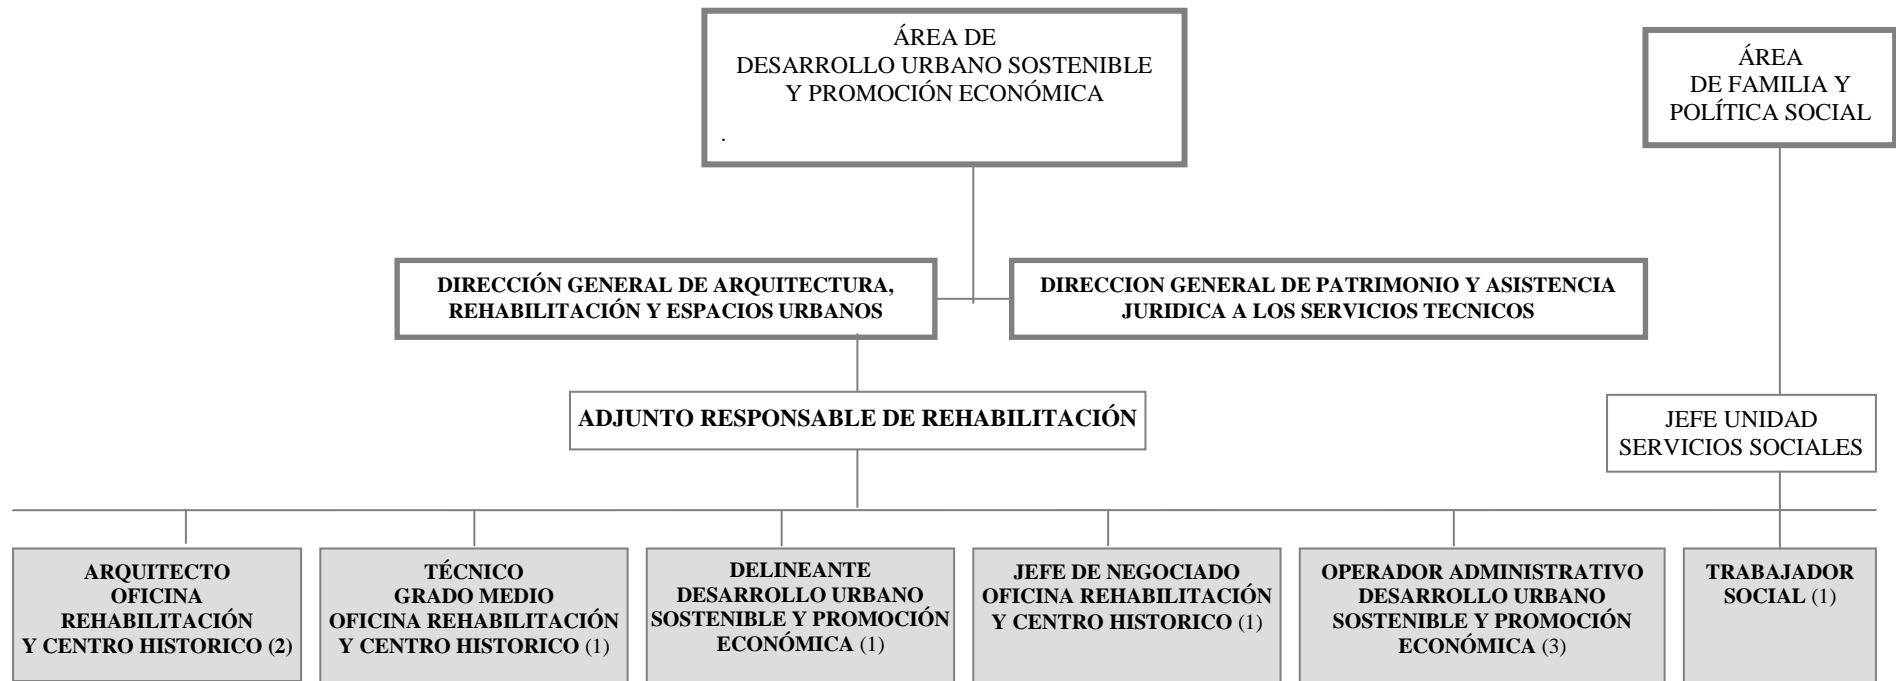 ÁREA DE
DESARROLLO URBANO SOSTENIBLE
Y PROMOCIÓN ECONÓMICA
.
ÁREA
DE FAMILIA Y
POLÍTICA SOCIAL
DIRECCIÓN GENERAL DE ARQUITECTURA,
REHABILITACIÓN Y ESPACIOS URBANOS
DIRECCION GENERAL DE PATRIMONIO Y ASISTENCIA
JURIDICA A LOS SERVICIOS TECNICOS
ADJUNTO RESPONSABLE DE REHABILITACIÓN
JEFE UNIDAD
SERVICIOS SOCIALES
ARQUITECTO
OFICINA
REHABILITACIÓN
Y CENTRO HISTORICO (2)
TÉCNICO
GRADO MEDIO
OFICINA REHABILITACIÓN
Y CENTRO HISTORICO (1)
DELINEANTE
DESARROLLO URBANO
SOSTENIBLE Y PROMOCIÓN
ECONÓMICA (1)
JEFE DE NEGOCIADO
OFICINA REHABILITACIÓN
Y CENTRO HISTORICO (1)
OPERADOR ADMINISTRATIVO
DESARROLLO URBANO
SOSTENIBLE Y PROMOCIÓN
ECONÓMICA (3)
TRABAJADOR
SOCIAL (1)